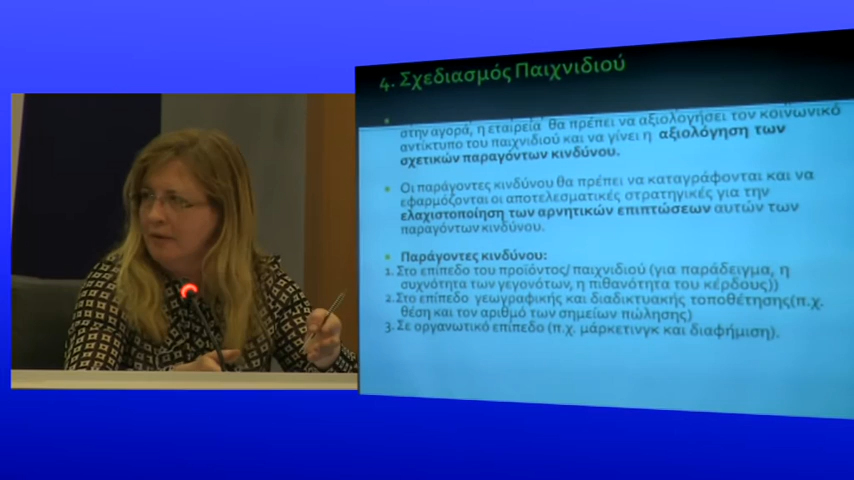 4. Σχεδιασμός Παιχνιδιού
στην αγορά, η εταιρεία θα πρέπει να αξιολογήσει τον κοινωνικό
αντίκτυπο του παιχνιδιού και να γίνει η αξιολόγηση των
σχετικών παραγόντων κινδύνου.
Οι παράγοντες κινδύνου θα πρέπει να καταγράφονται και να
εφαρμόζονται οι αποτελεσματικές στρατηγικές για την
ελαχιστοποίηση των αρνητικών επιπτώσεων αυτών των
παραγόντων κινδύνου.
Παράγοντες κινδύνου:
1. Στο επίπεδο του προϊόντος/παιχνιδιού (για παράδειγμα, η
συχνότητα των γεγονότων, η πιθανότητα του κέρδους))
2. Στο επίπεδο γεωγραφικής και διαδικτυακής τοποθέτησης(π.χ.
θέση και τον αριθμό των σημείων πώλησης)
3. Σε οργανωτικό επίπεδο (π.χ. μάρκετινγκ και διαφήμιση).